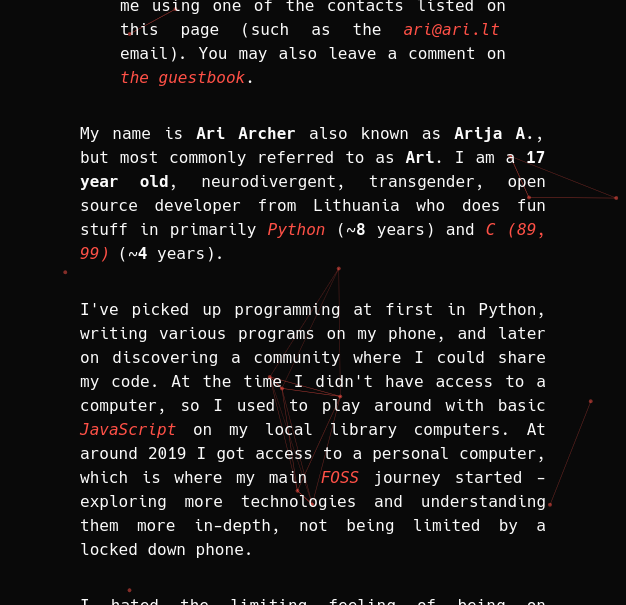 me using one of the contacts listed on
this page (such as the ari@ari.lt
email). You may also leave a comment on
the guestbook.
My name is Ari Archer also known as Arija A.,
but most commonly referred to as Ari. I am a 17
year old, neurodivergent, transgender, open
source developer from Lithuania who does fun
stuff in primarily Python (~8 years) and C (89,
99) (~4 years).
I've picked up programming at first in Python,
writing various programs on my phone, and later
on discovering a community where I could share
my code. At the time I didn't have access to a
computer, so I used to play around with basic
JavaScript on my local library computers. At
around 2019 I got access to a personal computer,
which is where my main FOSS journey started -
exploring more technologies and understanding
them more in-depth, not being limited by a
locked down phone.
I hated the limiting feeling of being on